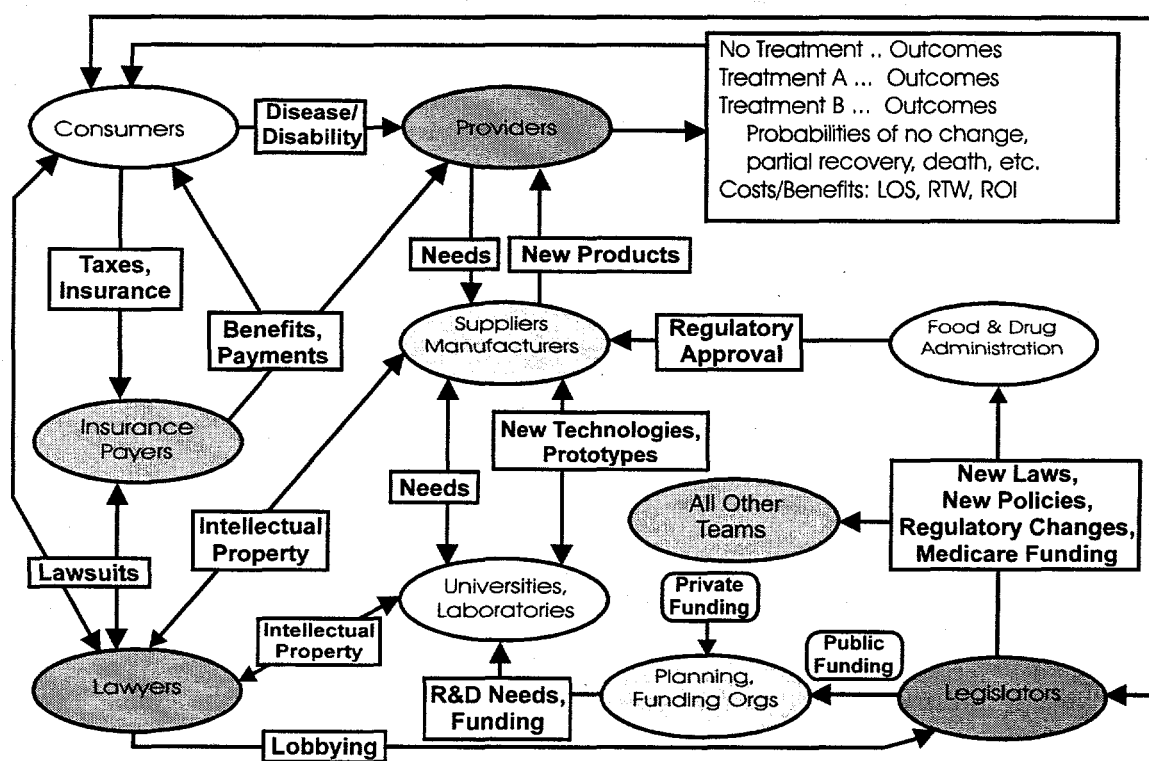 No Treatment .. Outcomes
Treatment A ... Outcomes
Treatment B ... Outcomes
Probabilities of no change,
partial recovery, death, etc.
Costs/Benefits: LOS, RTW, ROI
Consumers
Disease/
Disability
Providers
Taxes,
Insurance
Needs
New Products
Benefits,
Payments
Suppliers
Manufacturers
Regulatory
Approval
Food & Drug
Administration
Insurance
Payers
New Technologies,
Prototypes
Needs
Intellectual
Property
All Other
Teams
New Laws,
New Policies,
Regulatory Changes,
Medicare Funding
Lawsuits
Universities,
Laboratories
Private
Funding
Intellectual
Property
Public
Funding
Lawyers
R&D Needs,
Funding
Planning,
Funding Orgs
Legislators
Lobbying